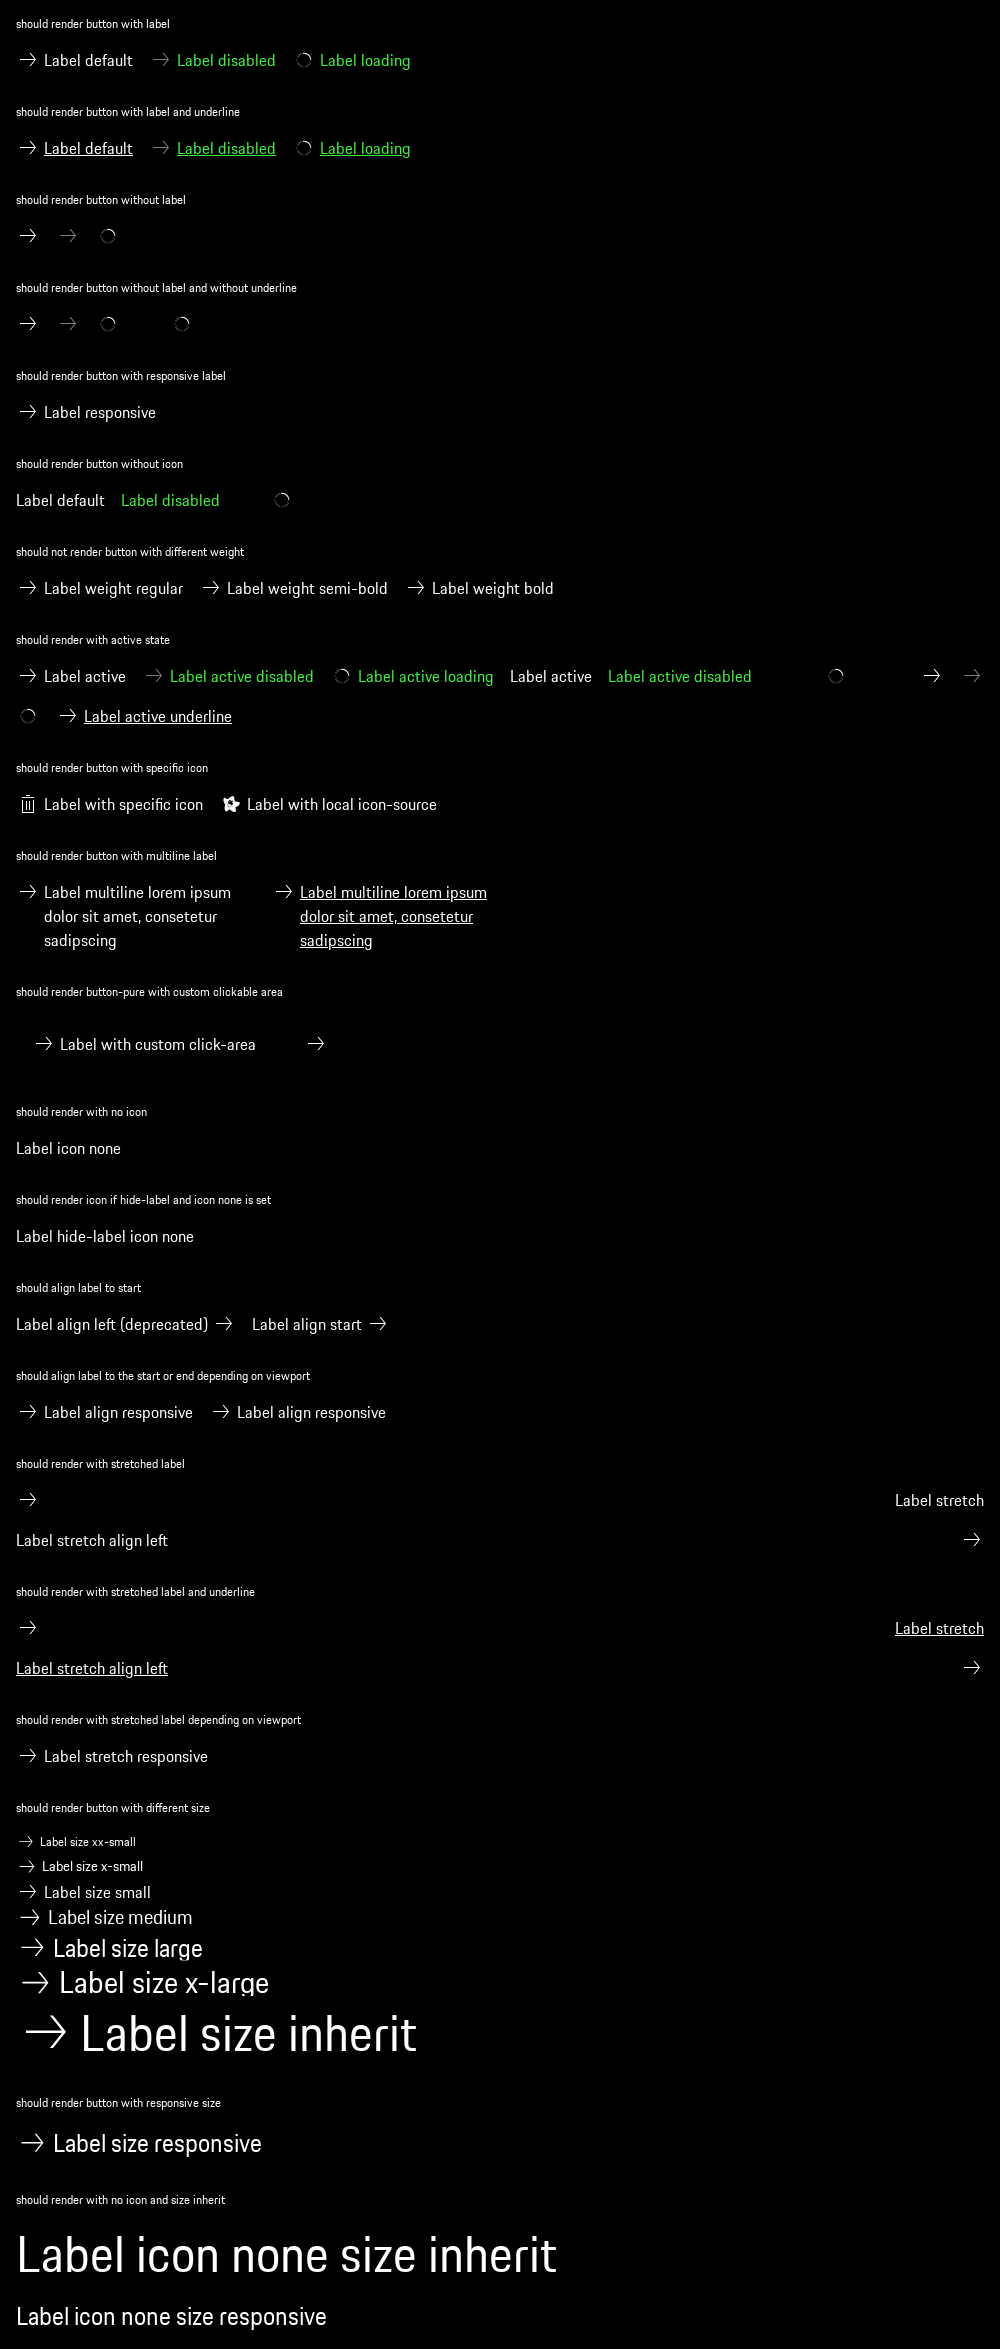 should render button with label
Label default Label disabled Label loading
should render button with label and underline
Label default Label disabled Label loading
should render button without label
should render button without label and without underline
should render button with responsive label
Label responsive
should render button without icon
Label default Label disabled
should not render button with different weight
Label weight regular Label weight semi-bold Label weight bold
should render with active state
Label active Label active disabled Label active loading Label active Label active disabled
Label active underline
should render button with specific icon
Label with specific icon Label with local icon-source
should render button with multiline label
Label multiline lorem ipsum Label multiline lorem ipsum
dolor sit amet, consetetur dolor sit amet, consetetur
sadipscing sadipscing
should render button-pure with custom clickable area
Label with custom click-area
should render with no icon
Label icon none
should render icon if hide-label and icon none is set
Label hide-label icon none
should align label to start
Label align left (deprecated) Label align start
should align label to the start or end depending on viewport
Label align responsive Label align responsive
should render with stretched label
Label stretch
Label stretch align left
should render with stretched label and underline
Label stretch
Label stretch align left
should render with stretched label depending on viewport
Label stretch responsive
should render button with different size
Label size xx-small
Label size x-small
Label size small
Label size medium
Label size large
Label size x-large
Label size inherit
should render button with responsive size
Label size responsive
should render with no icon and size inherit
Label icon none size inherit
Label icon none size responsive